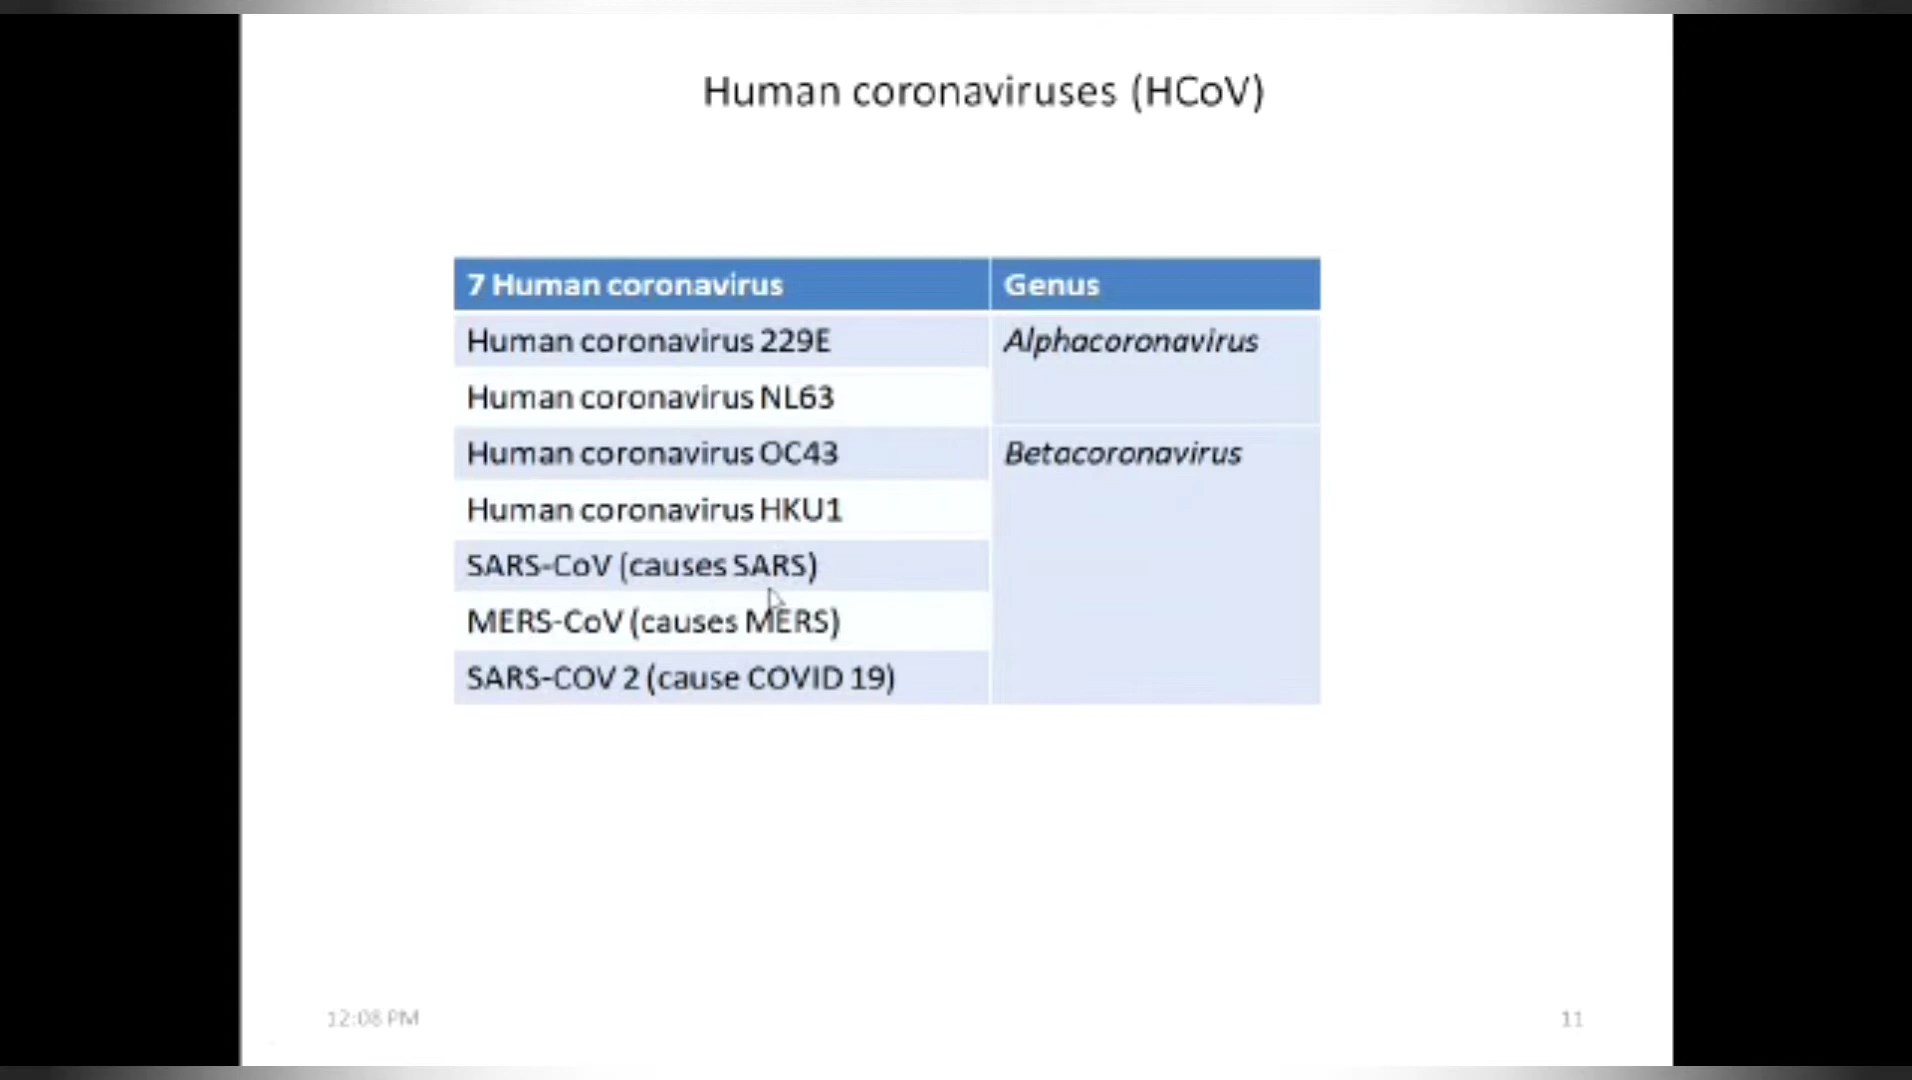 Human coronaviruses (HCoV)
7 Human coronavirus Genus
Human coronavirus 229E Alphacoronavirus
Human coronavirus NL63
Human coronavirus OC43 Betacoronavirus
Human coronavirus HKU1
SARS-CoV (causes SARS)
MERS-CoV (causes MERS)
SARS-COV 2 (cause COVID 19)
12:08 PM 11